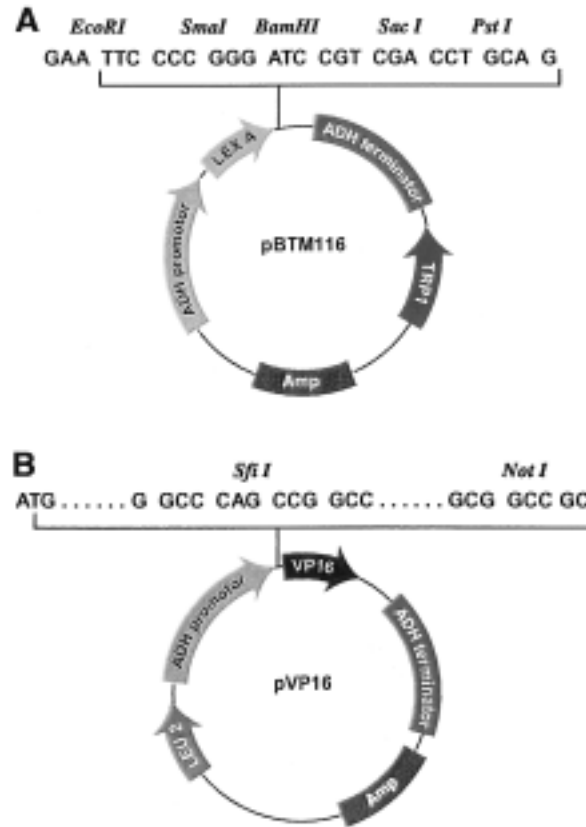 A
EcoRI SmaI BamHI Sac I Pst I
GAA TTC CCC GGG ATC CGT CGA CCT GCA G
LEX 4
ADH terminator
ADH promotor
pBTM116
TRP1
Amp
B
Sfi I Not I
ATG......G GCC CAG CCG GCC......GCG GCC GC
VP16
ADH promotor
ADH terminator
pVP16
LEU 2
Amp